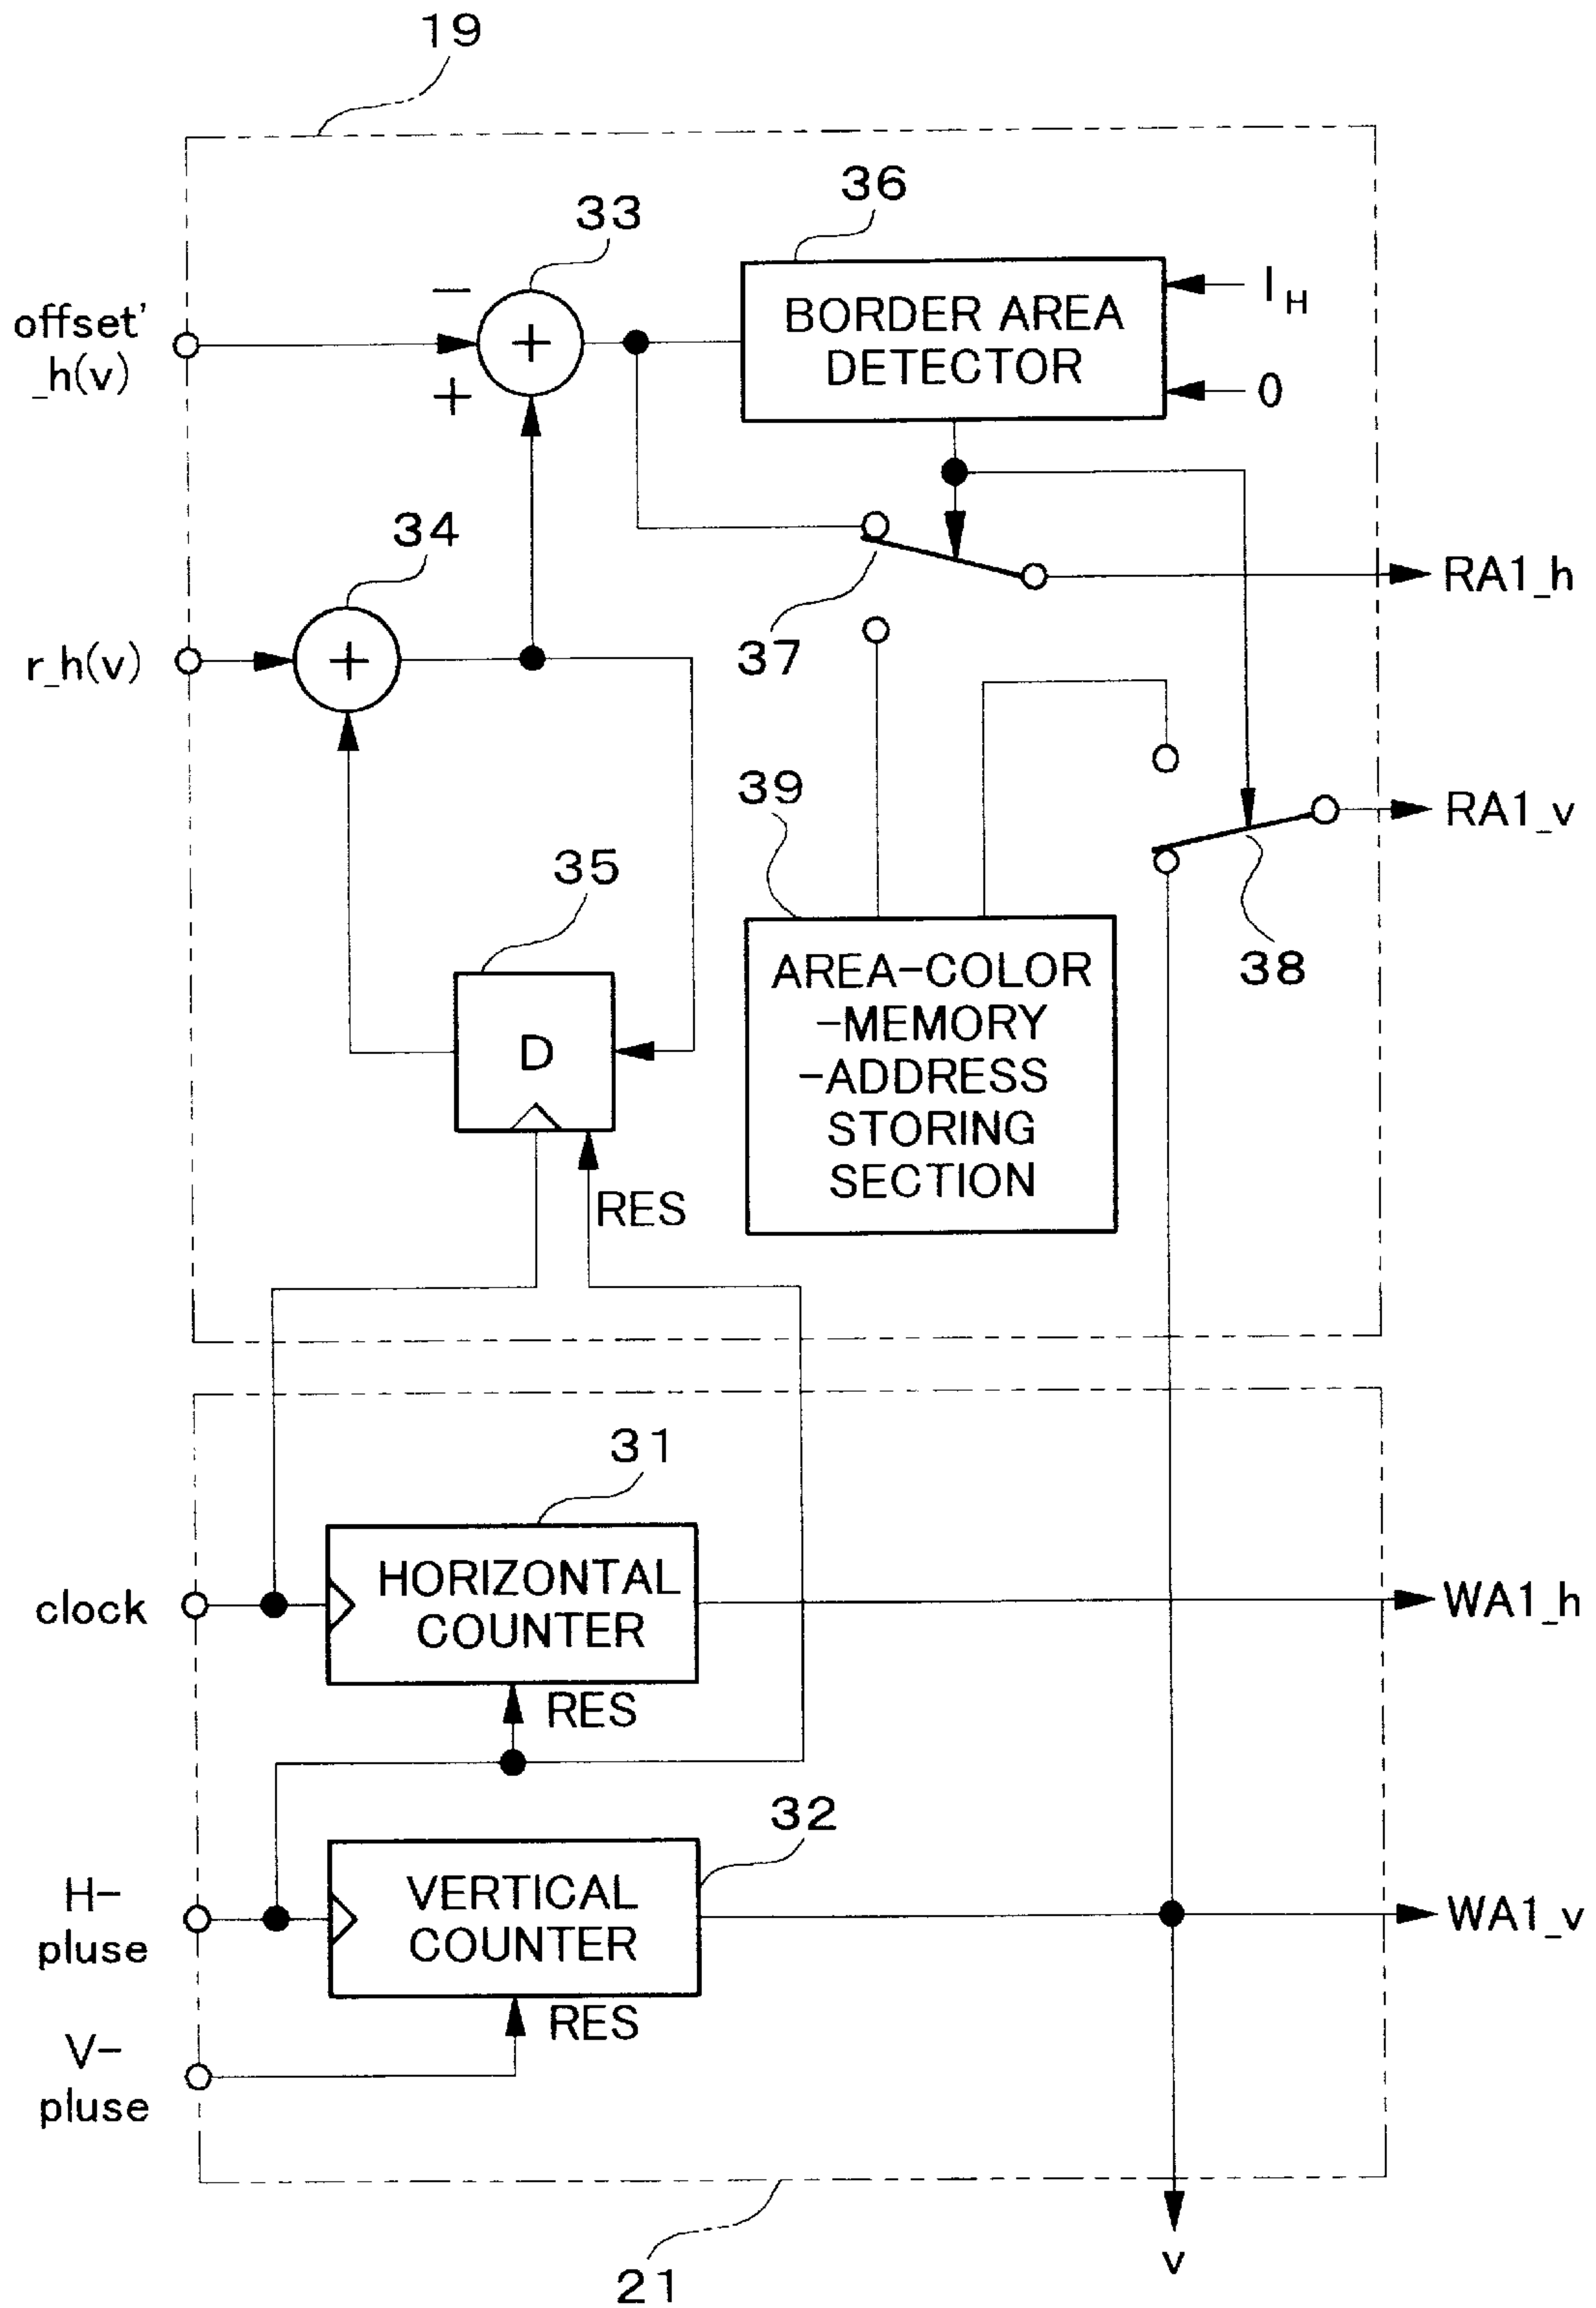 19
36
33
−
offset'
_h(v)
+
+
BORDER AREA
DETECTOR
I_H
0
34
r_h(v)
+
37
RA1_h
39
RA1_v
35
38
D
AREA-COLOR
-MEMORY
-ADDRESS
STORING
SECTION
RES
31
clock
HORIZONTAL
COUNTER
WA1_h
RES
32
H-
pluse
VERTICAL
COUNTER
WA1_v
RES
V-
pluse
v
21